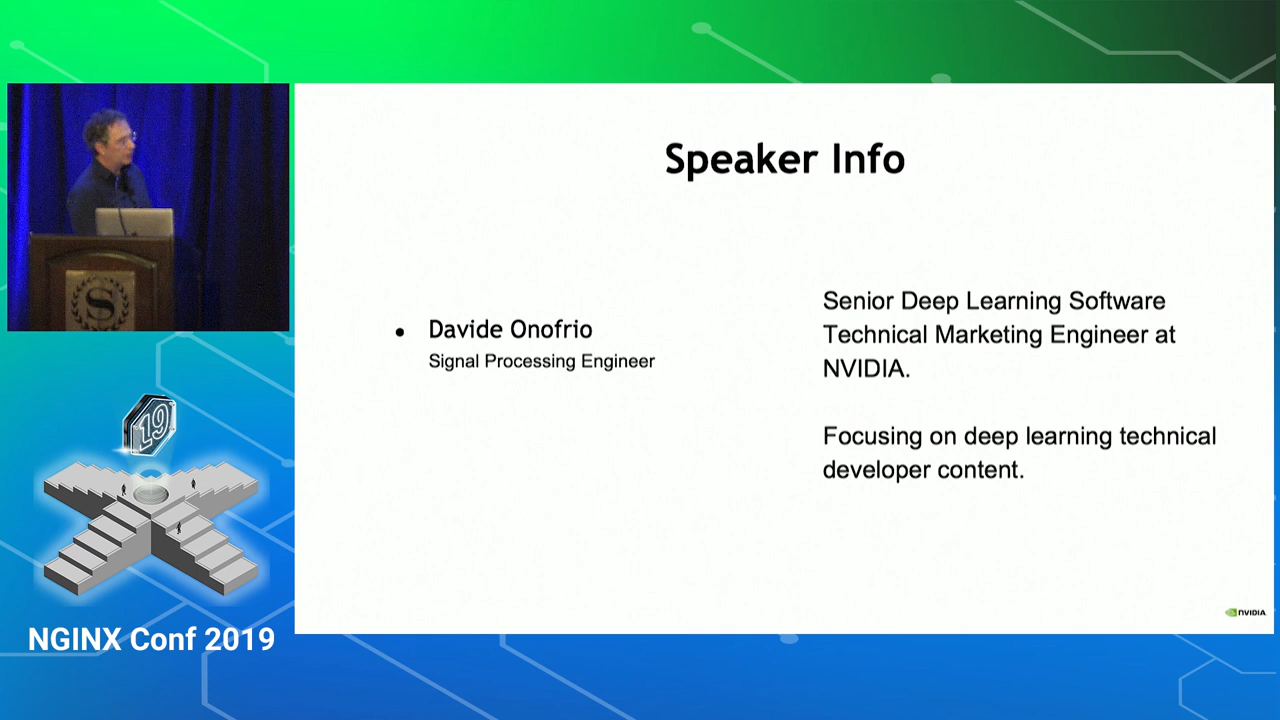 Speaker Info
• Davide Onofrio
Signal Processing Engineer
Senior Deep Learning Software
Technical Marketing Engineer at
NVIDIA.
Focusing on deep learning technical
developer content.
NVIDIA
S
19
NGINX Conf 2019